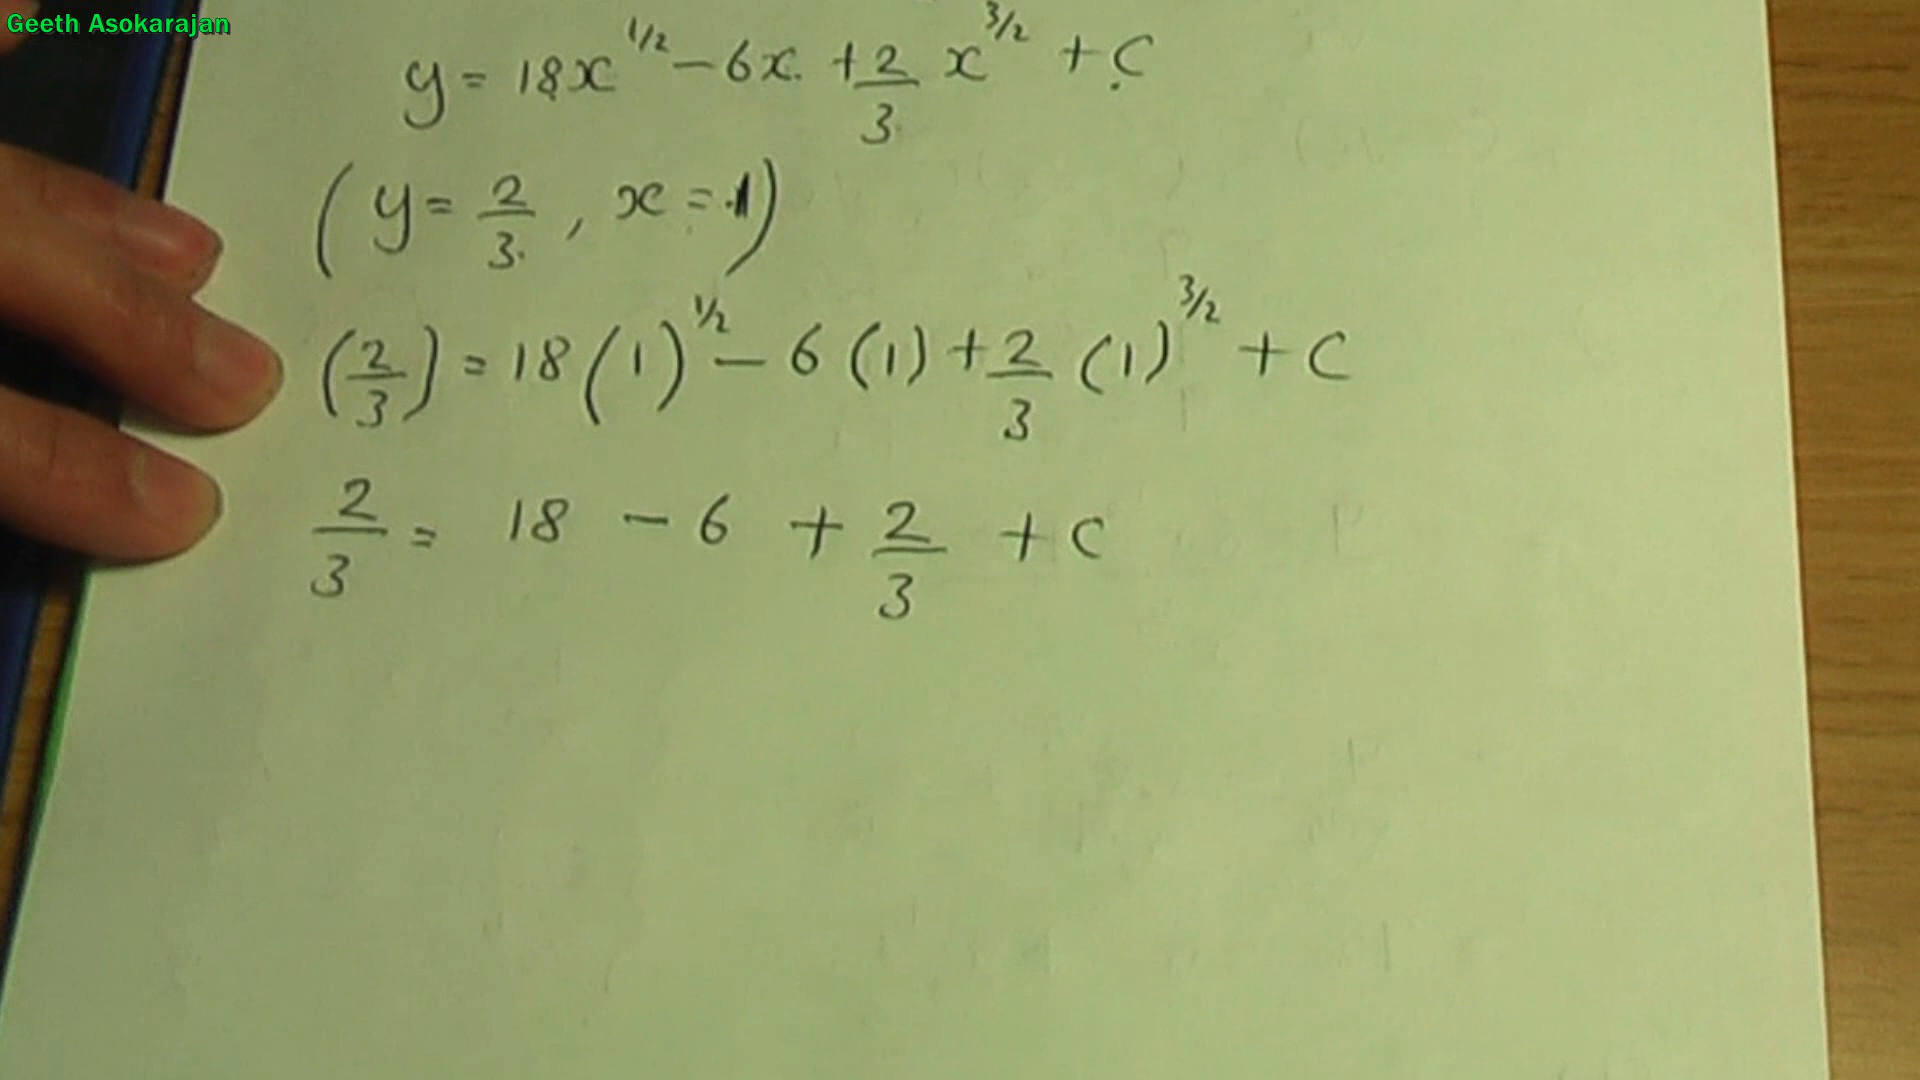 Geeth Asokarajan
y = 18x^1/2 - 6x + 2/3 x^3/2 + C
(y = 2/3, x = 1)
(2/3) = 18(1)^1/2 - 6(1) + 2/3 (1)^3/2 + C
2/3 = 18 - 6 + 2/3 + C